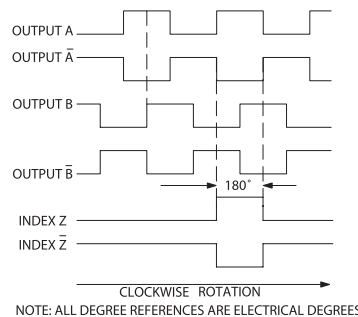 OUTPUT A
OUTPUT A̅
OUTPUT B
OUTPUT B̅
180°
INDEX Z
INDEX Z̅
CLOCKWISE ROTATION
NOTE: ALL DEGREE REFERENCES ARE ELECTRICAL DEGREES